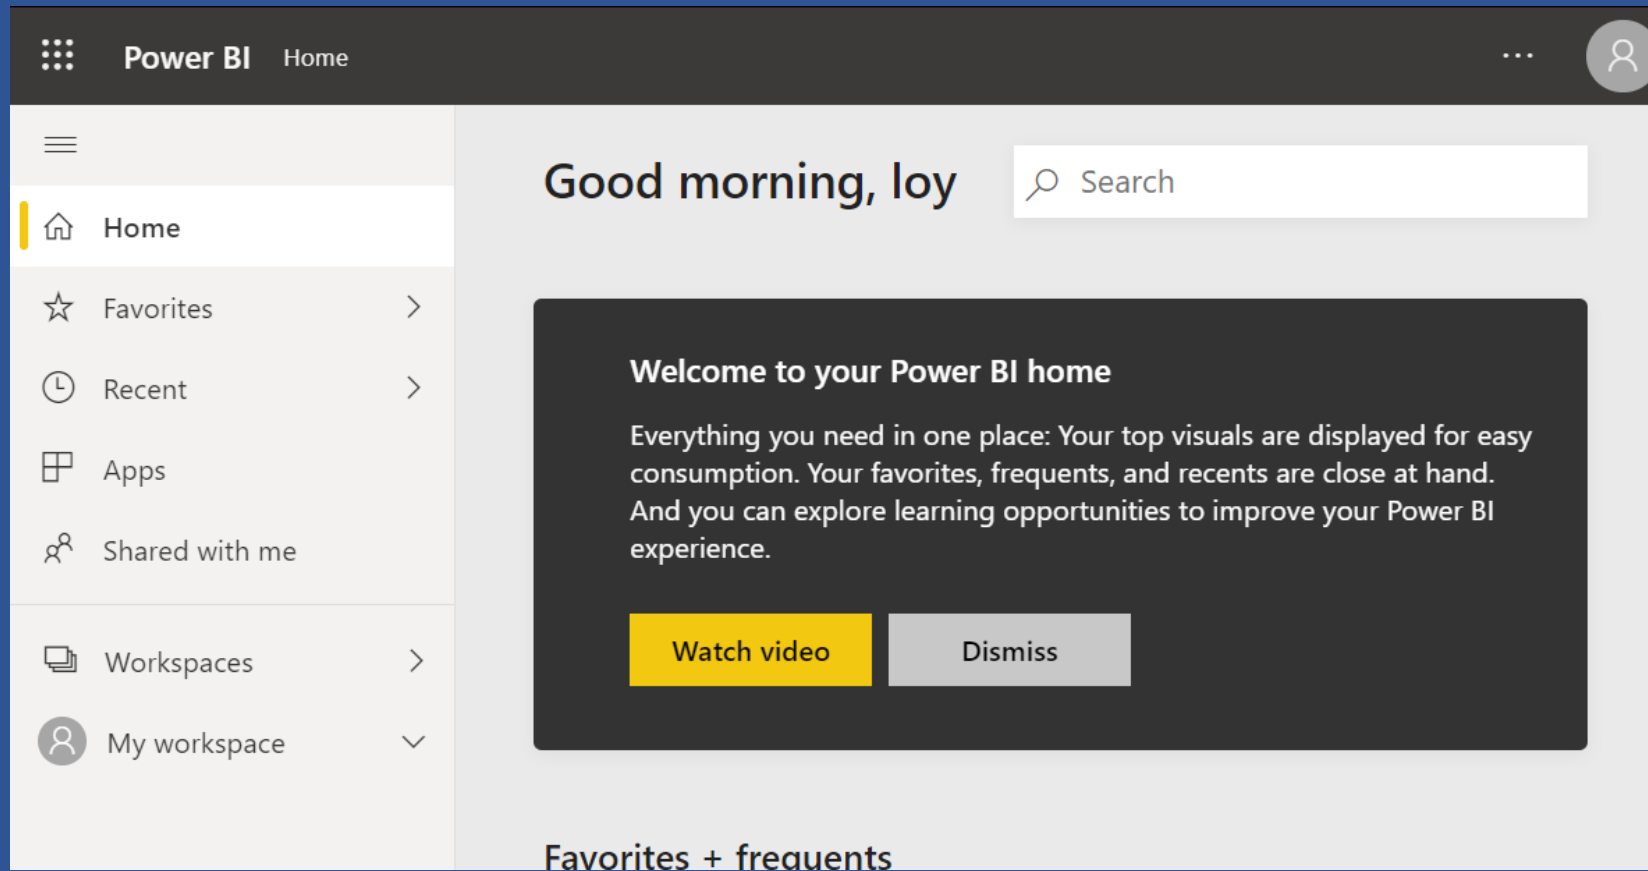 Power BI Home
Good morning, loy
Search
Home
Favorites
Recent
Apps
Shared with me
Workspaces
My workspace
Welcome to your Power BI home
Everything you need in one place: Your top visuals are displayed for easy
consumption. Your favorites, frequents, and recents are close at hand.
And you can explore learning opportunities to improve your Power BI
experience.
Watch video
Dismiss
Favorites + frequents